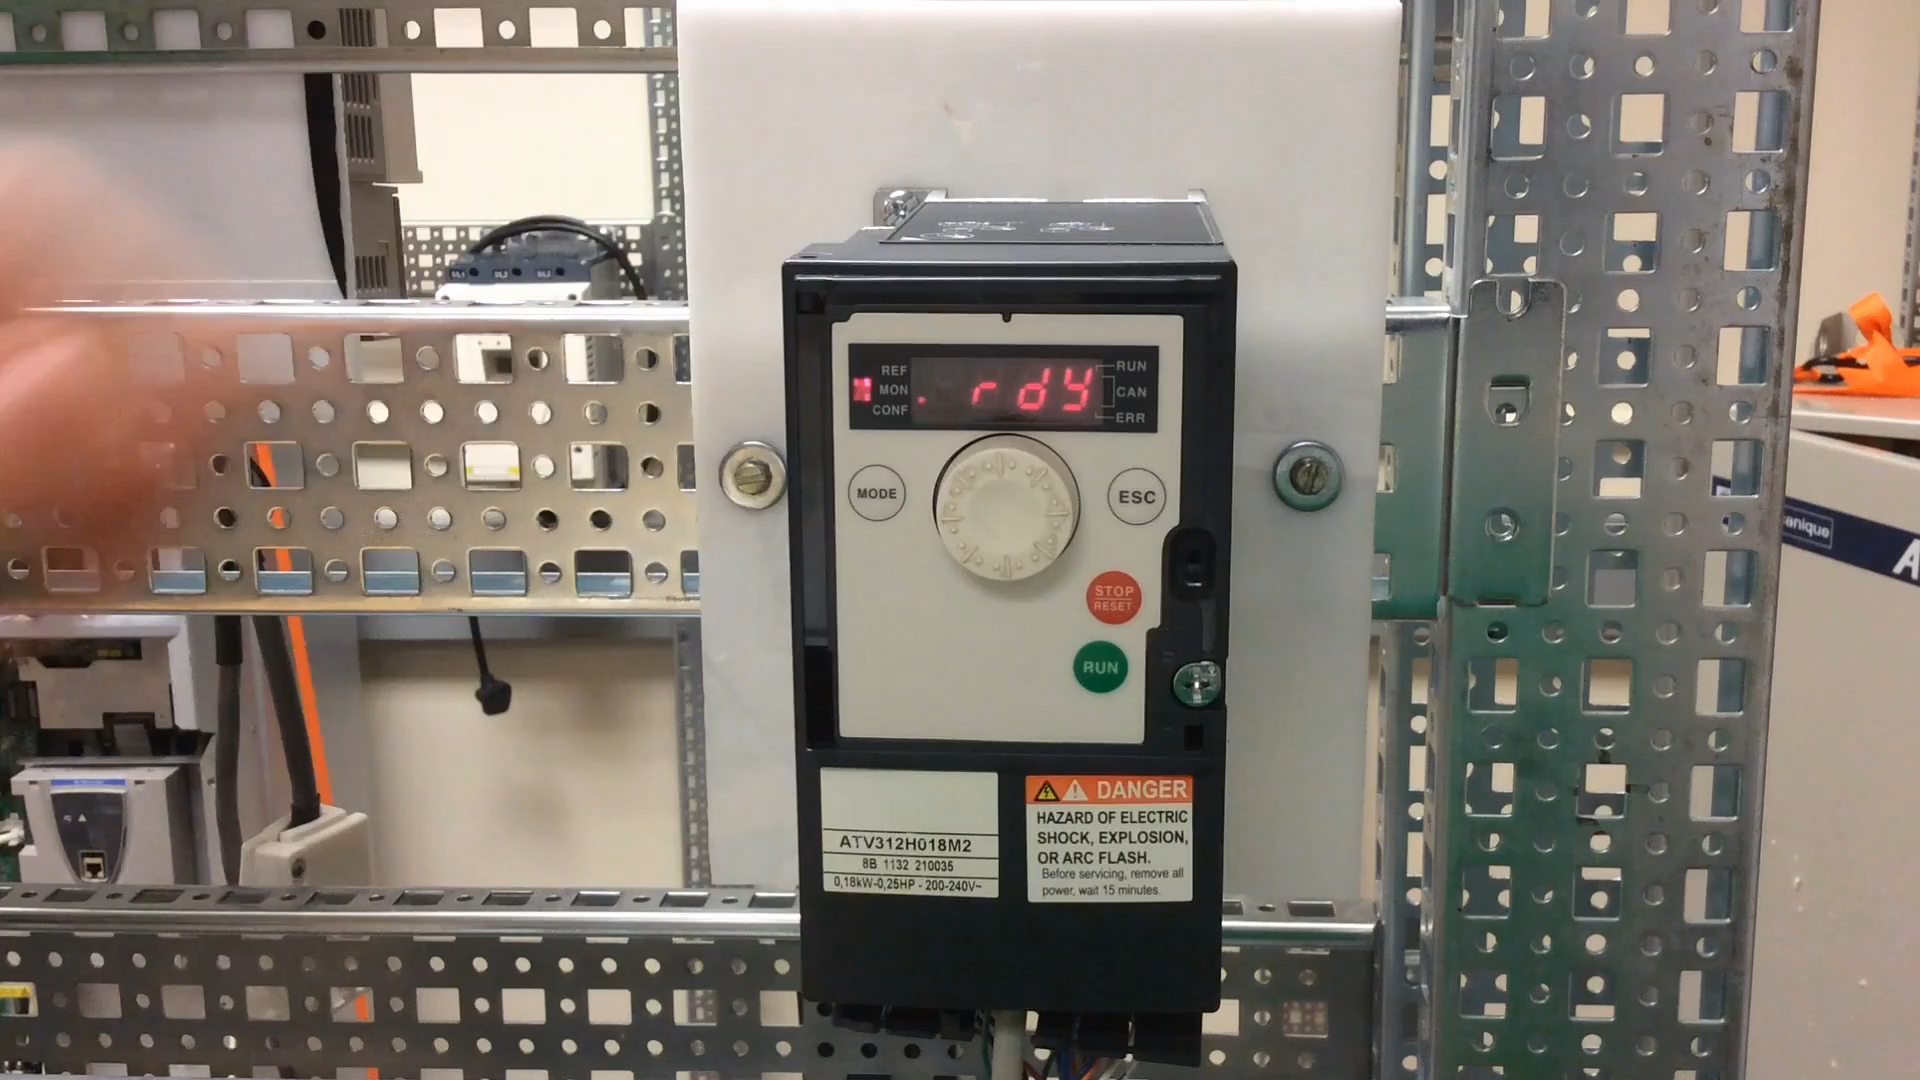 REF
MON
CONF
. rdY
RUN
CAN
ERR
MODE
ESC
STOP
RESET
RUN
ATV312H018M2
8B 1132 210035
0,18kW-0,25HP - 200-240V~
DANGER
HAZARD OF ELECTRIC
SHOCK, EXPLOSION,
OR ARC FLASH.
Before servicing, remove all
power, wait 15 minutes.
anique
A